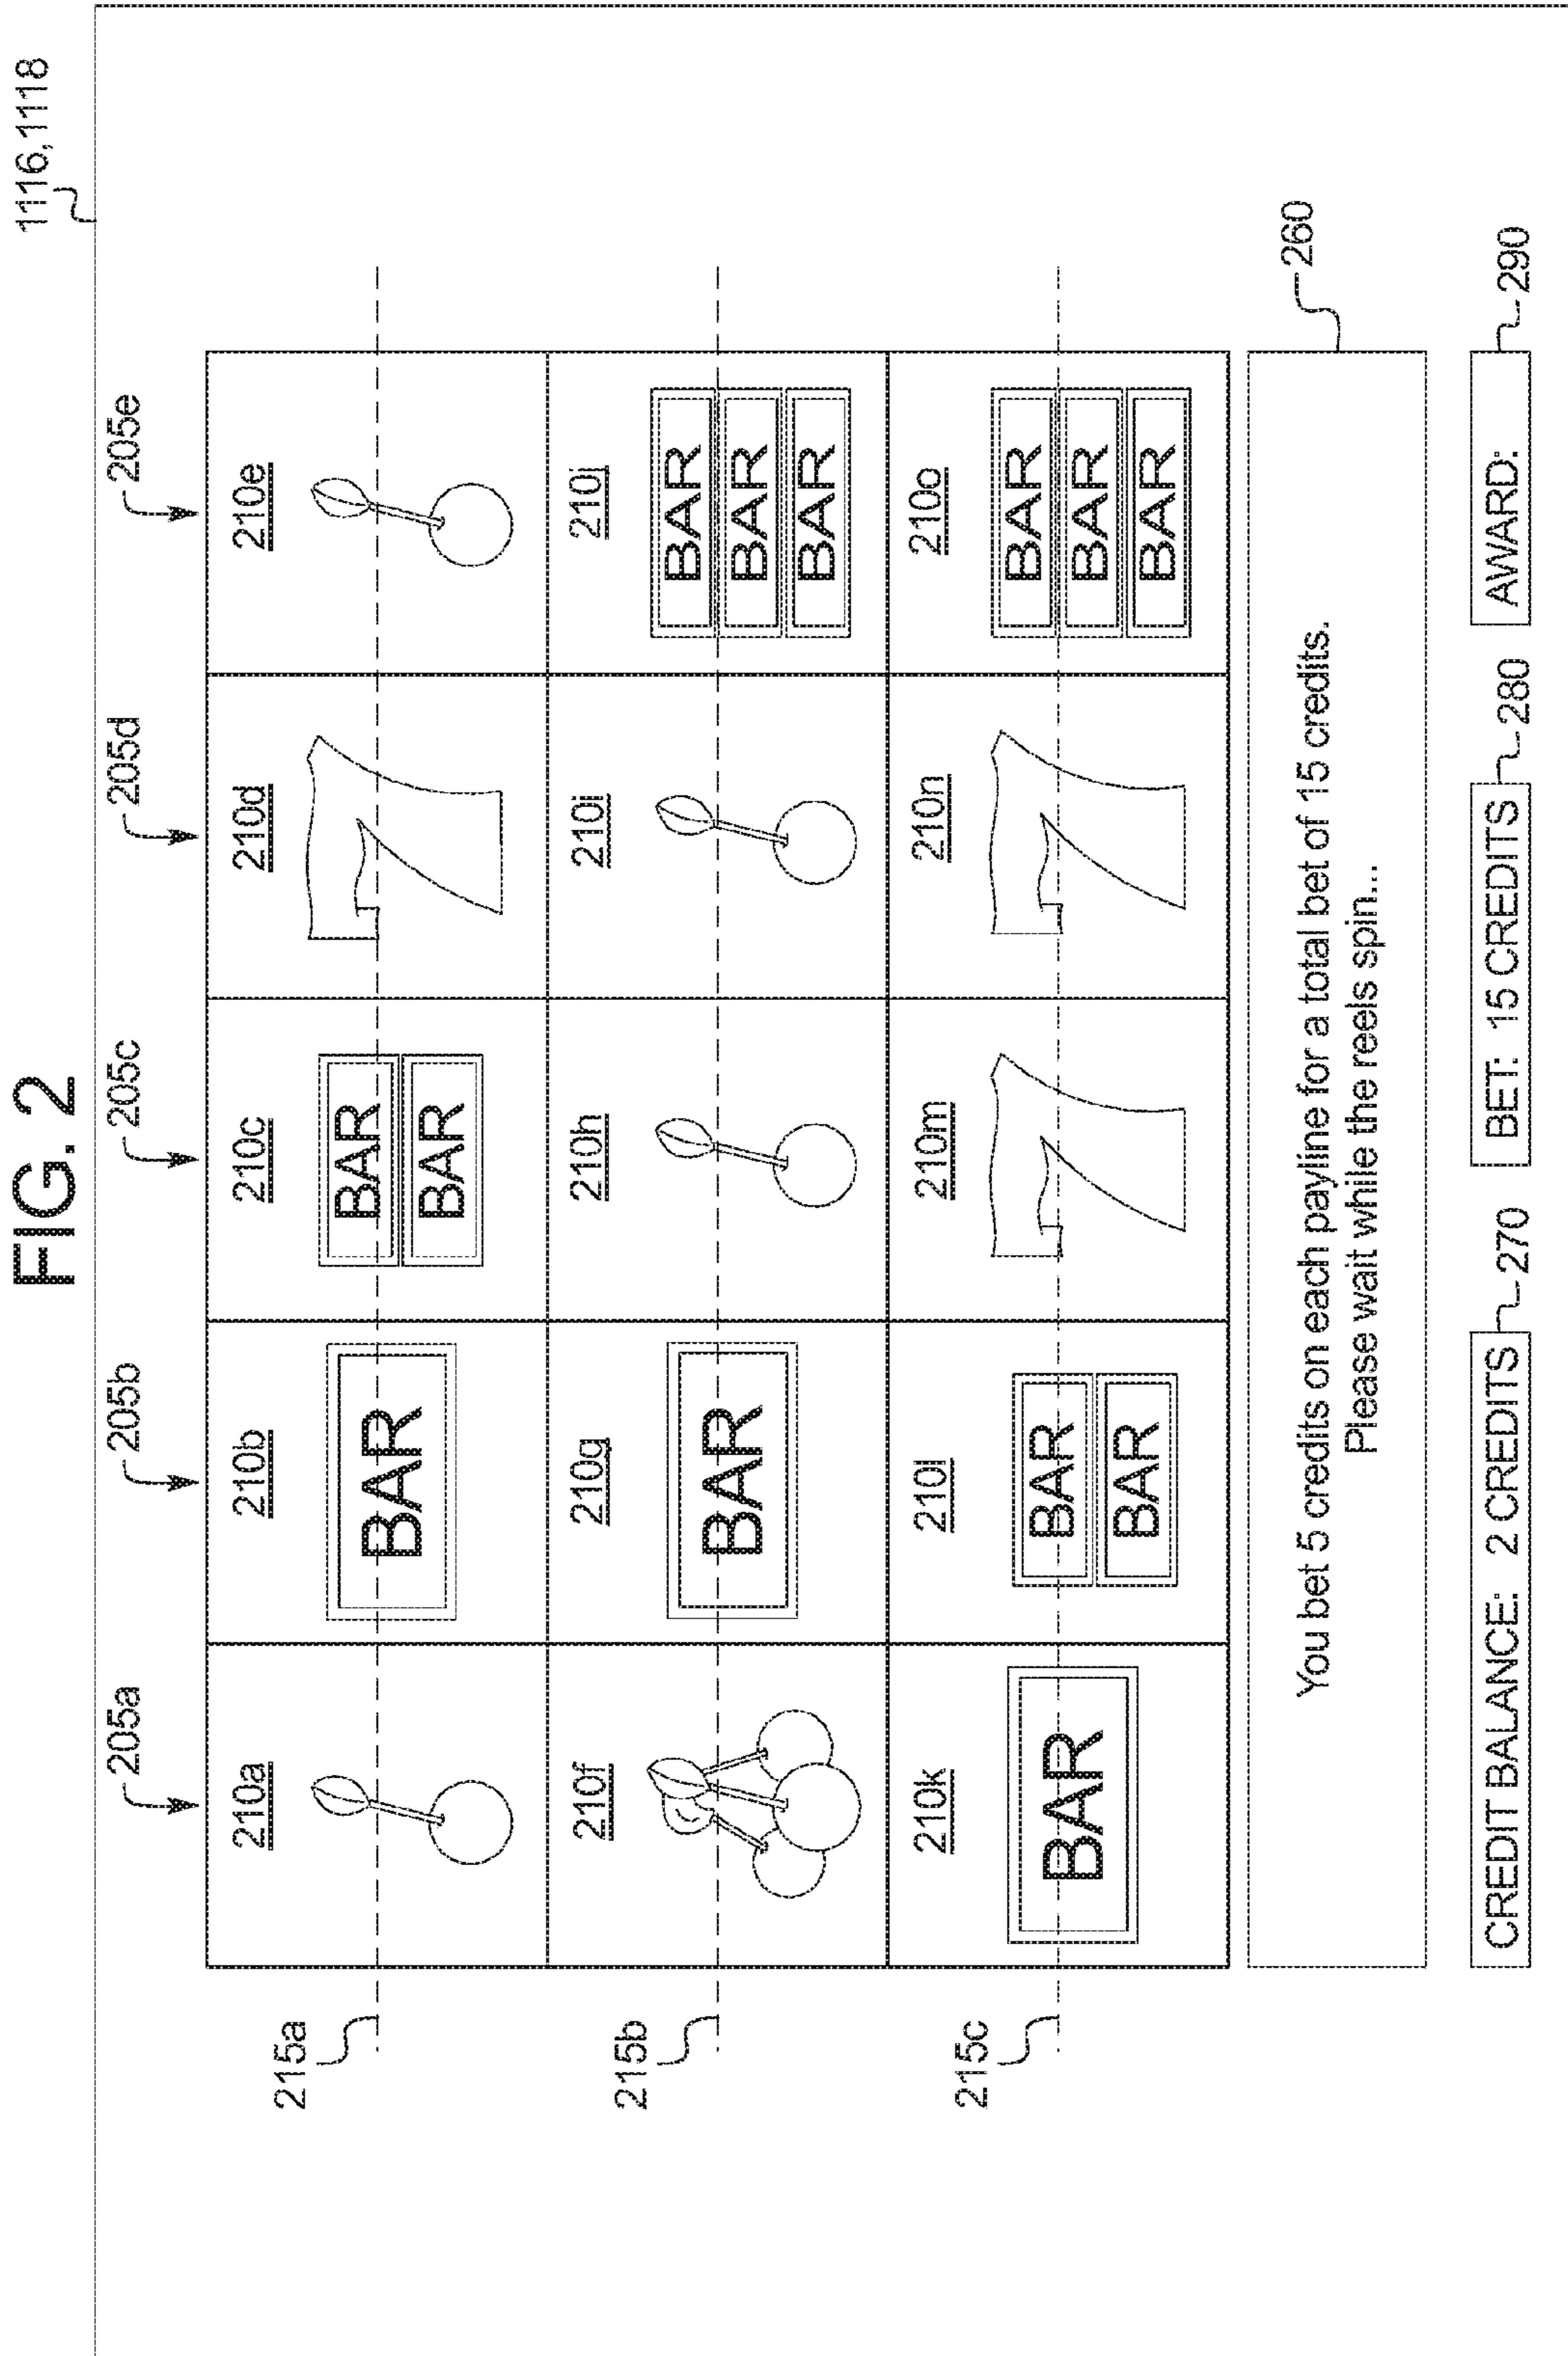 FIG. 2
1116, 1118
205a 205b 205c 205d 205e
210a 210b 210c 210d 210e
BAR BAR
BAR
215a
210f 210g 210h 210i 210j
BAR BAR
BAR
BAR
215b
210k 210l 210m 210n 210o
BAR BAR BAR
BAR BAR
BAR
215c
You bet 5 credits on each payline for a total bet of 15 credits.
Please wait while the reels spin...
260
CREDIT BALANCE: 2 CREDITS 270 BET: 15 CREDITS 280 AWARD: 290